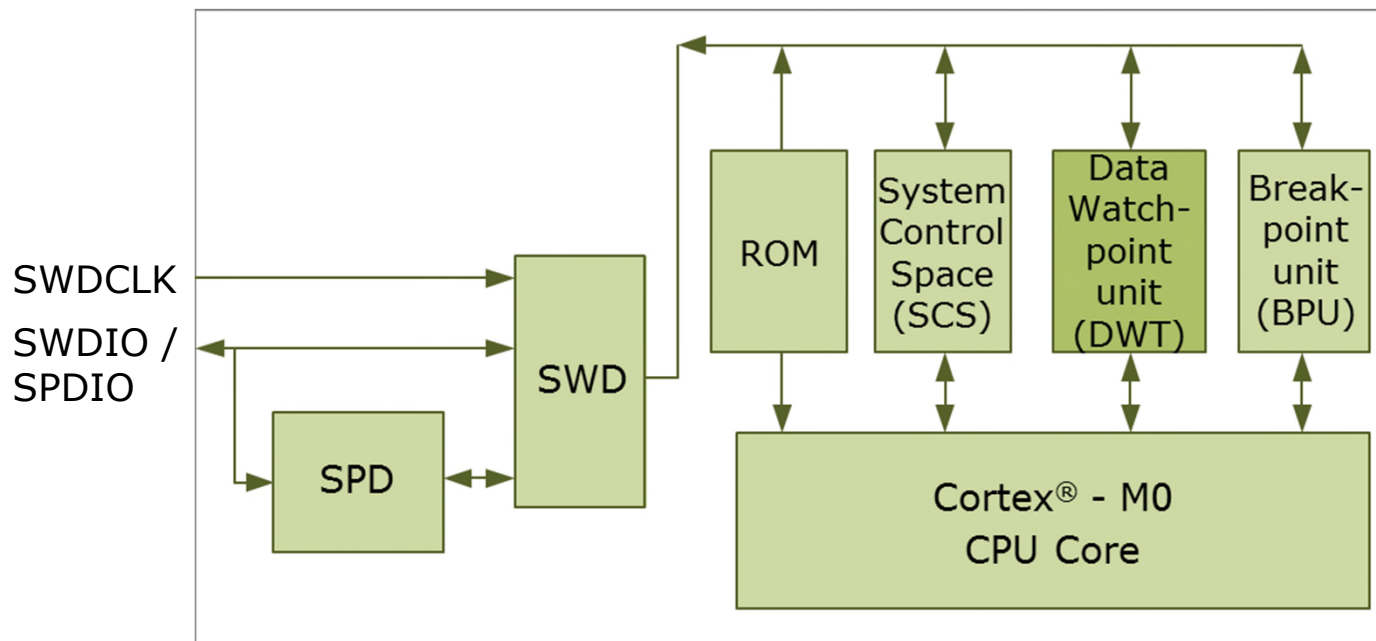 SWDCLK
SWDIO /
SPDIO
SPD
SWD
ROM
System
Control
Space
(SCS)
Data
Watch-
point
unit
(DWT)
Break-
point
unit
(BPU)
Cortex® - M0
CPU Core